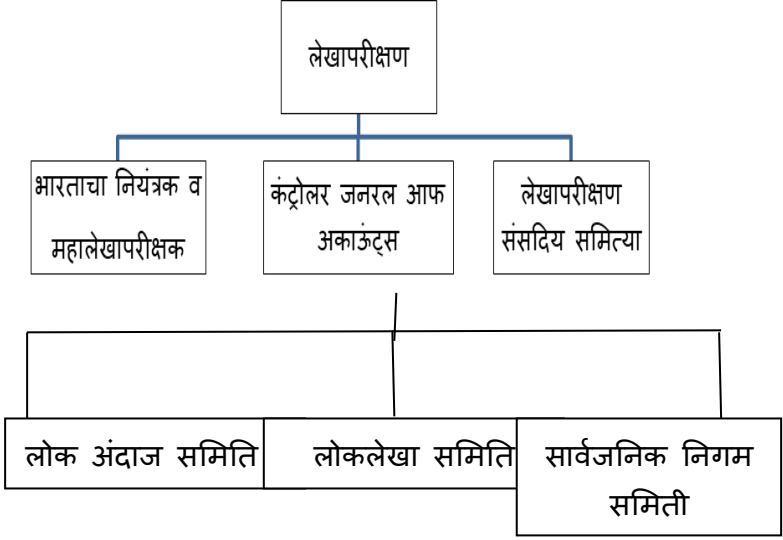 लेखापरीक्षण
भारताचा नियंत्रक व
महालेखापरीक्षक
कंट्रोलर जनरल आफ
अकाऊंट्स
लेखापरीक्षण
संसदिय समित्या
लोक अंदाज समिति
लोकलेखा समिति
सार्वजनिक निगम
समिती